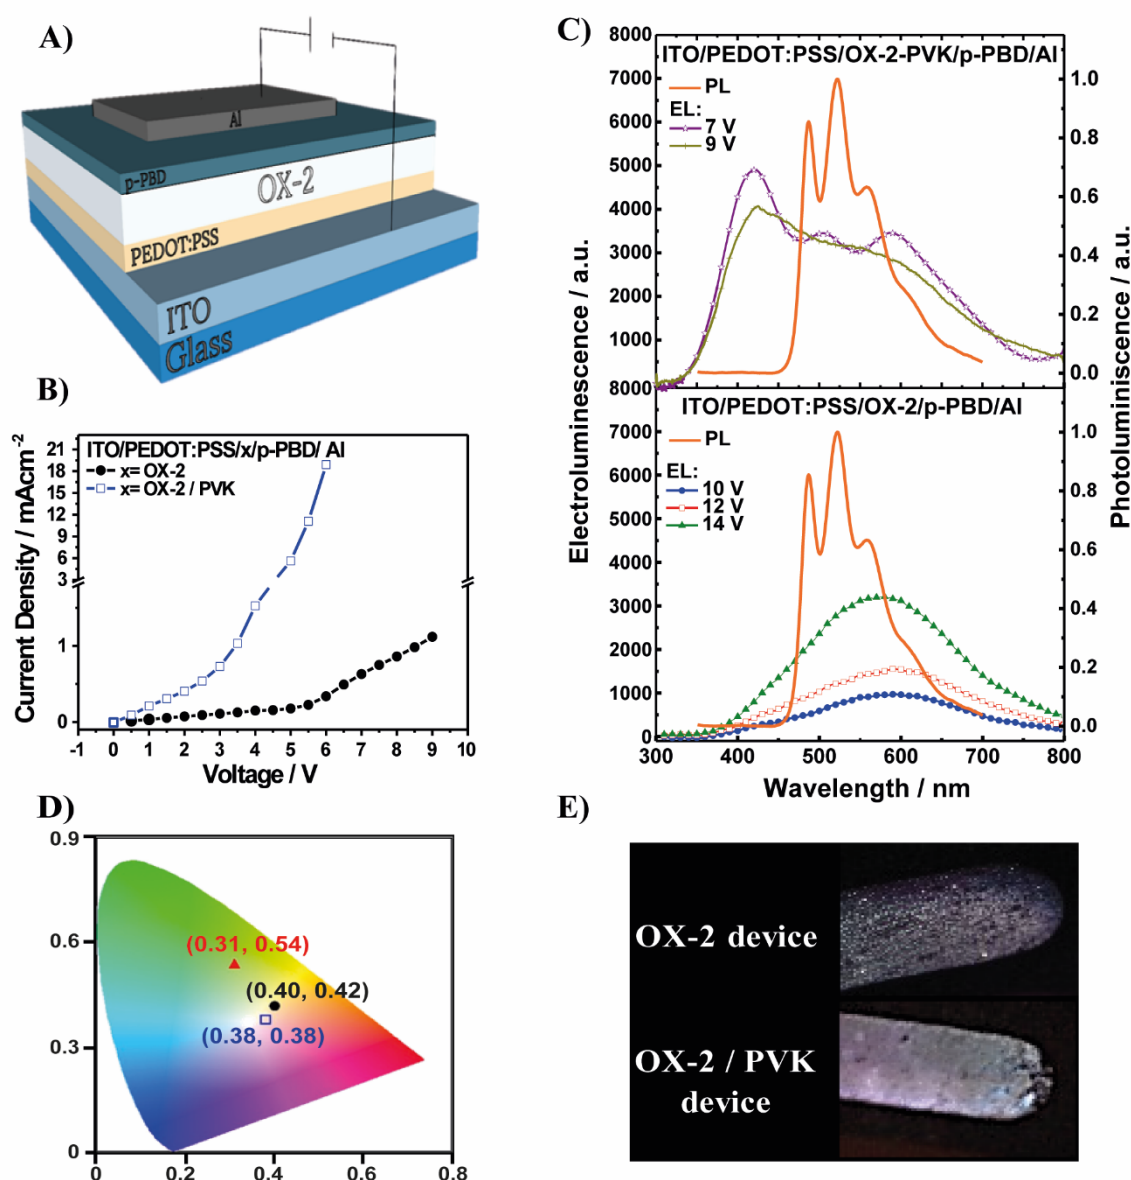 A)
Al
p-PBD
OX-2
PEDOT:PSS
ITO
Glass
B)
ITO/PEDOT:PSS/x/p-PBD/ Al
x= OX-2
x= OX-2 / PVK
Current Density / mAcm⁻²
21
18
15
12
9
6
3
1
0
-1 0 1 2 3 4 5 6 7 8 9 10
Voltage / V
C)
ITO/PEDOT:PSS/OX-2-PVK/p-PBD/Al
PL
EL:
7 V
9 V
8000
7000
6000
5000
4000
3000
2000
1000
8000
1.0
0.8
0.6
0.4
0.2
0.0
ITO/PEDOT:PSS/OX-2/p-PBD/Al
PL
EL:
10 V
12 V
14 V
7000
6000
5000
4000
3000
2000
1000
0
1.0
0.8
0.6
0.4
0.2
0.0
Electroluminescence / a.u.
Photoluminiscence / a.u.
300 400 500 600 700 800
Wavelength / nm
D)
0.9
0.6
0.3
0
(0.31, 0.54)
(0.40, 0.42)
(0.38, 0.38)
0 0.2 0.4 0.6 0.8
E)
OX-2 device
OX-2 / PVK
device